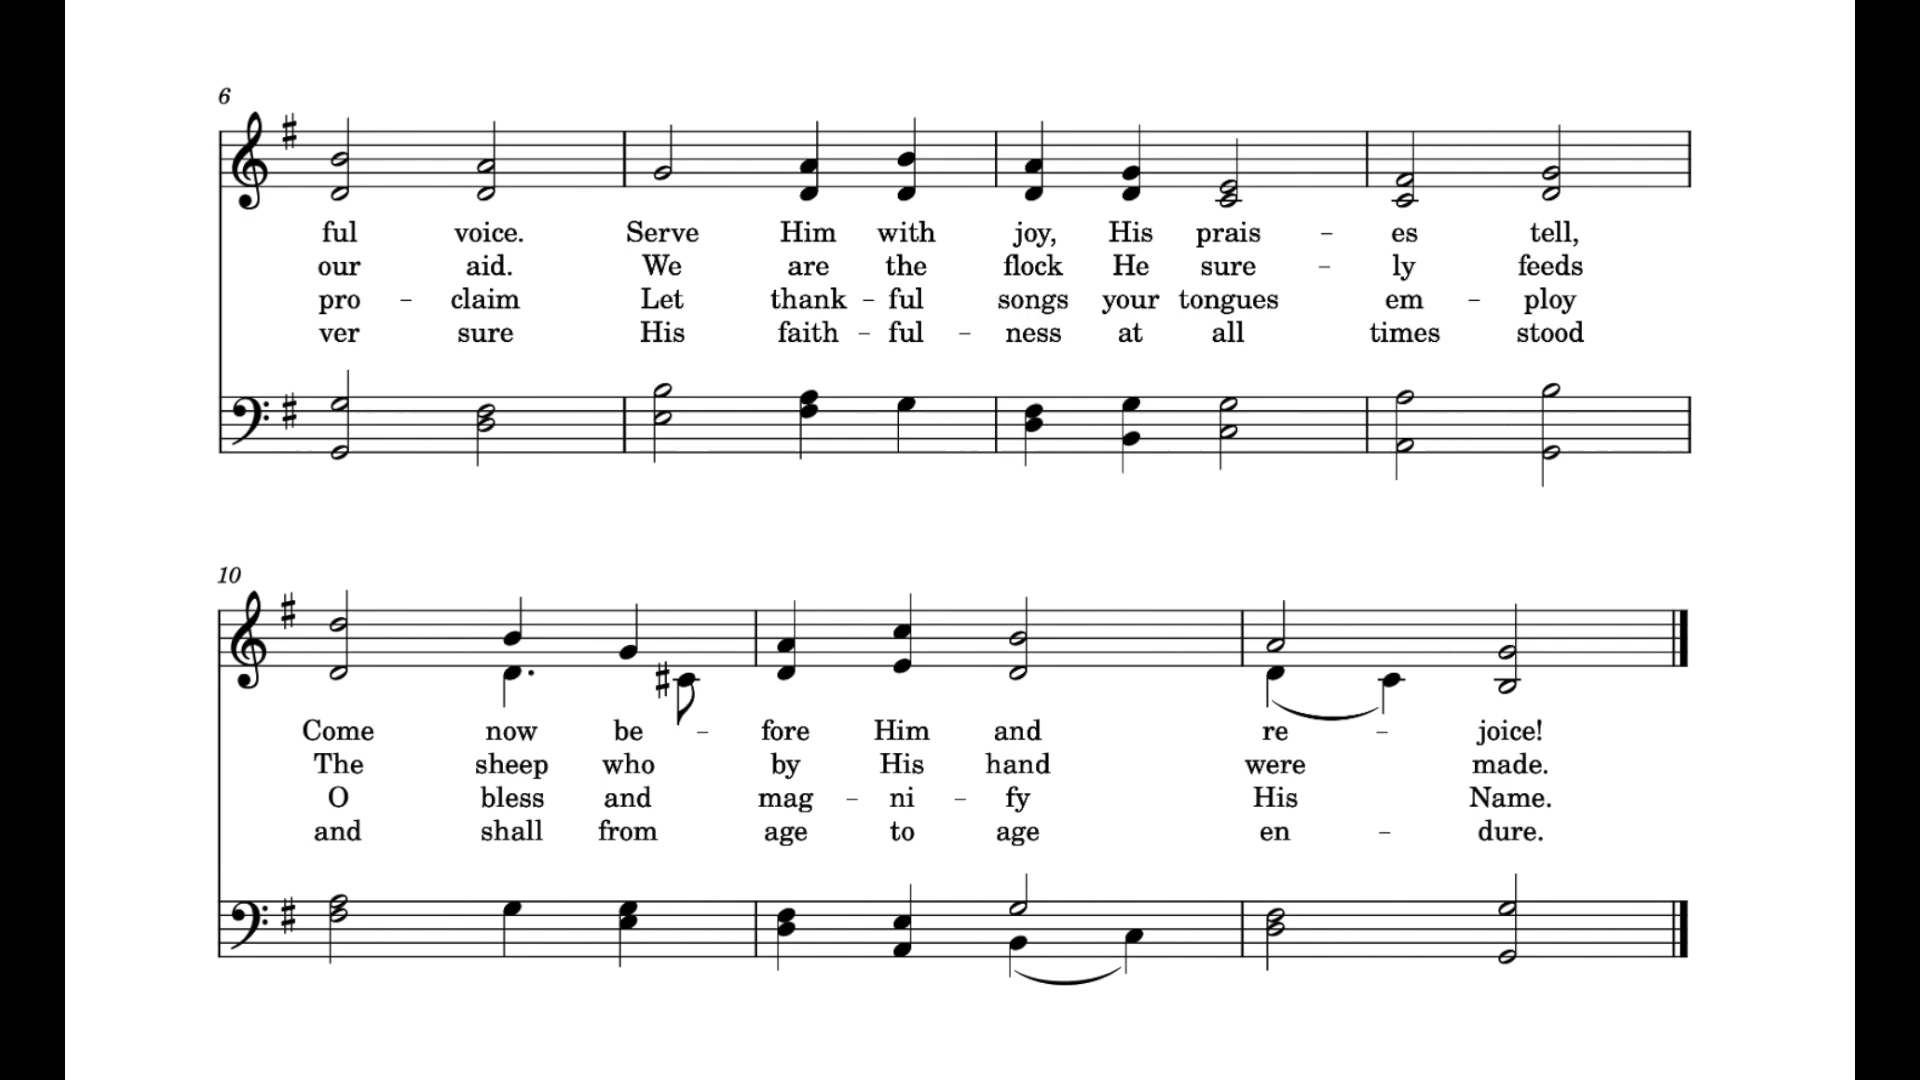 6
ful voice. Serve Him with joy, His prais - es tell,
our aid. We are the flock He sure - ly feeds
pro - claim Let thank - ful songs your tongues em - ploy
ver sure His faith - ful - ness at all times stood
10
Come now be - fore Him and re - joice!
The sheep who by His hand were made.
O bless and mag - ni - fy His Name.
and shall from age to age en - dure.